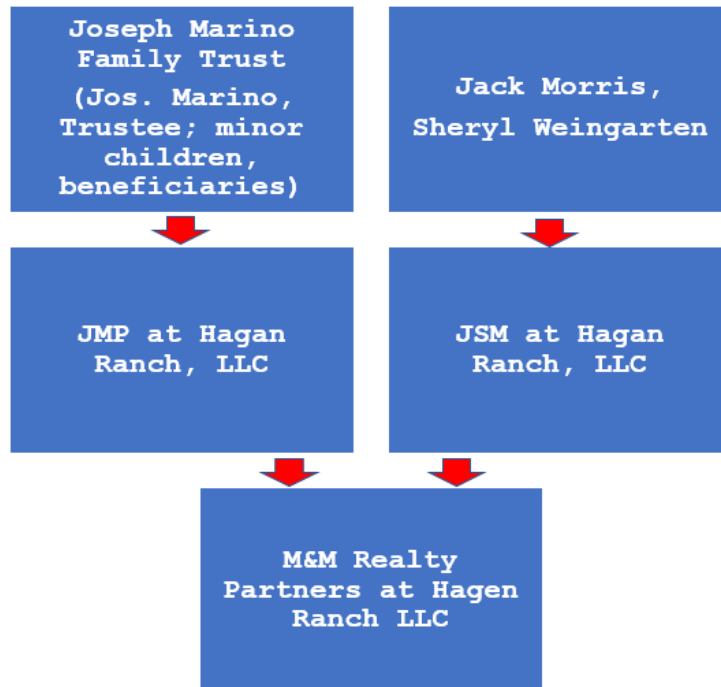 Joseph Marino
Family Trust
(Jos. Marino,
Trustee; minor
children,
beneficiaries)
Jack Morris,
Sheryl Weingarten
JMP at Hagan
Ranch, LLC
JSM at Hagan
Ranch, LLC
M&M Realty
Partners at Hagen
Ranch LLC